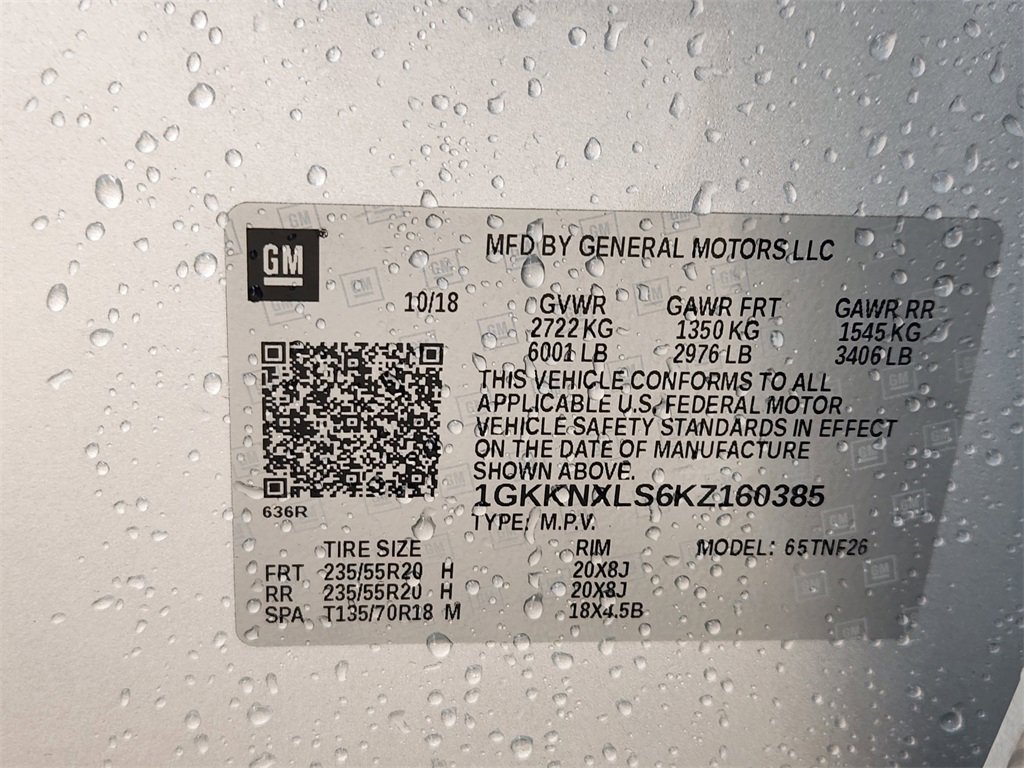 GM
MFD BY GENERAL MOTORS LLC
10/18 GVWR GAWR FRT GAWR RR
2722 KG 1350 KG 1545 KG
6001 LB 2976 LB 3406 LB
THIS VEHICLE CONFORMS TO ALL
APPLICABLE U.S. FEDERAL MOTOR
VEHICLE SAFETY STANDARDS IN EFFECT
ON THE DATE OF MANUFACTURE
SHOWN ABOVE.
1GKKNXLS6KZ160385
636R
TYPE: M.P.V.
TIRE SIZE RIM MODEL: 65TNF26
FRT 235/55R20 H 20X8J
RR 235/55R20 H 20X8J
SPA T135/70R18 M 18X4.5B